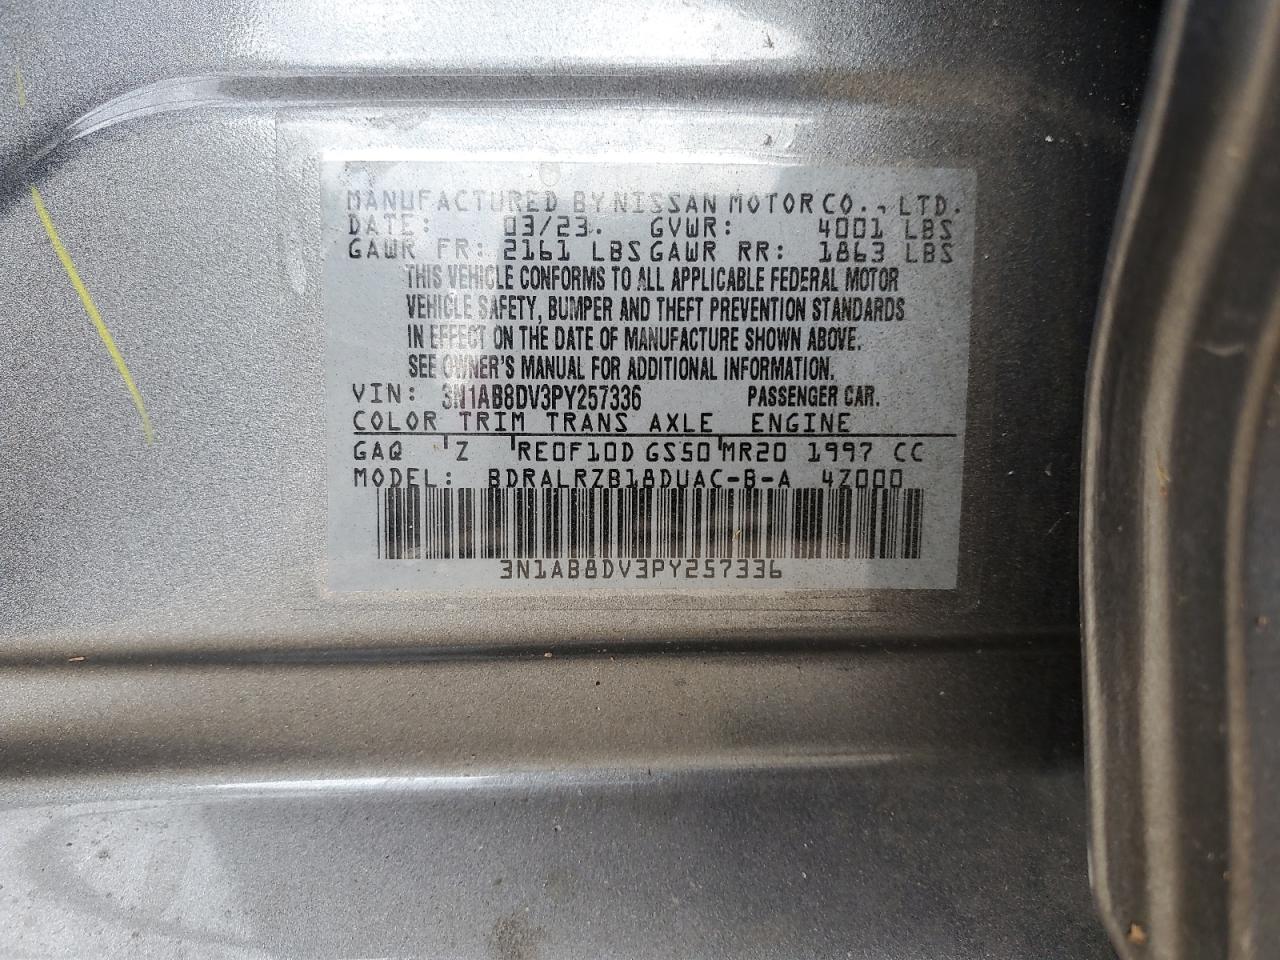 MANUFACTURED BY NISSAN MOTOR CO., LTD.
DATE: 03/23. GVWR: 4001 LBS
GAWR FR: 2161 LBS GAWR RR: 1863 LBS
THIS VEHICLE CONFORMS TO ALL APPLICABLE FEDERAL MOTOR
VEHICLE SAFETY, BUMPER AND THEFT PREVENTION STANDARDS
IN EFFECT ON THE DATE OF MANUFACTURE SHOWN ABOVE.
SEE OWNER'S MANUAL FOR ADDITIONAL INFORMATION.
VIN: 3N1AB8DV3PY257336 PASSENGER CAR.
COLOR TRIM TRANS AXLE ENGINE
GAQ Z RE0F10D GS50 MR20 1997 CC
MODEL: BDRALRZB18DUAC-B-A 4Z000
3N1AB8DV3PY257336